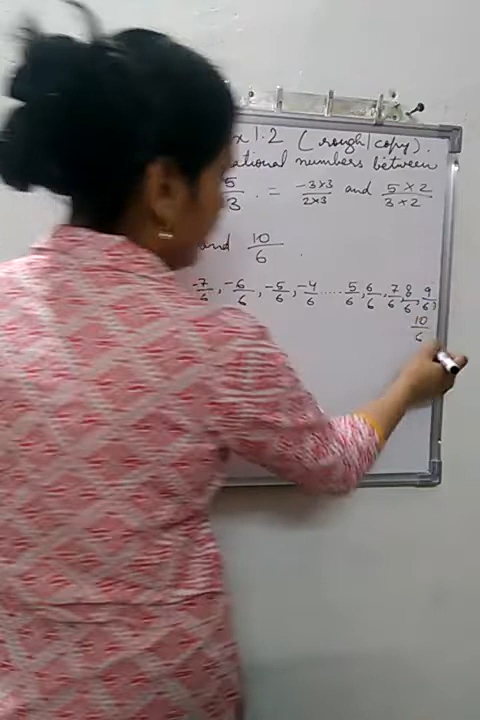 x 1.2 (rough/copy).
ational numbers between
5/3 = -3×3/2×3 and 5×2/3×2
and 10/6
-7/6, -6/6, -5/6, -4/6 ..... 5/6, 6/6, 7/6, 8/6, 9/6,
10/6